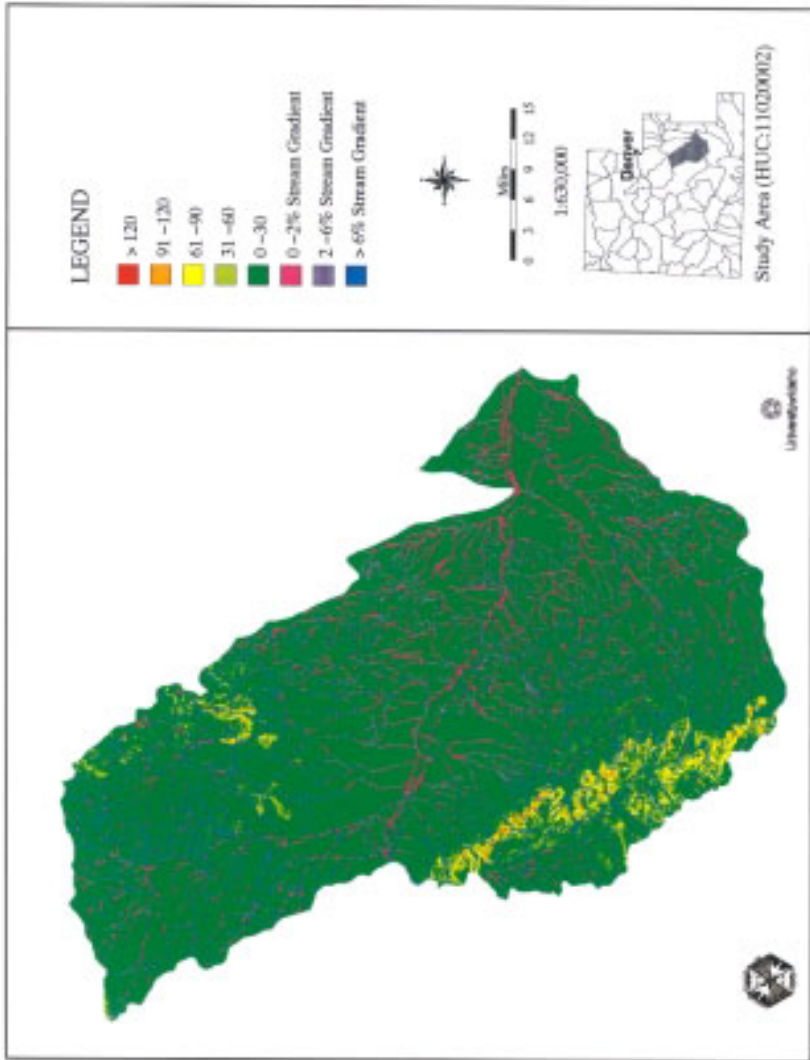 LEGEND
> 120
91 -120
61 -90
31 -60
0 -30
0 -2% Stream Gradient
2 -6% Stream Gradient
> 6% Stream Gradient
Miles
0 3 6 9 12 15
1:630,000
Denver
Study Area (HUC:11020002)